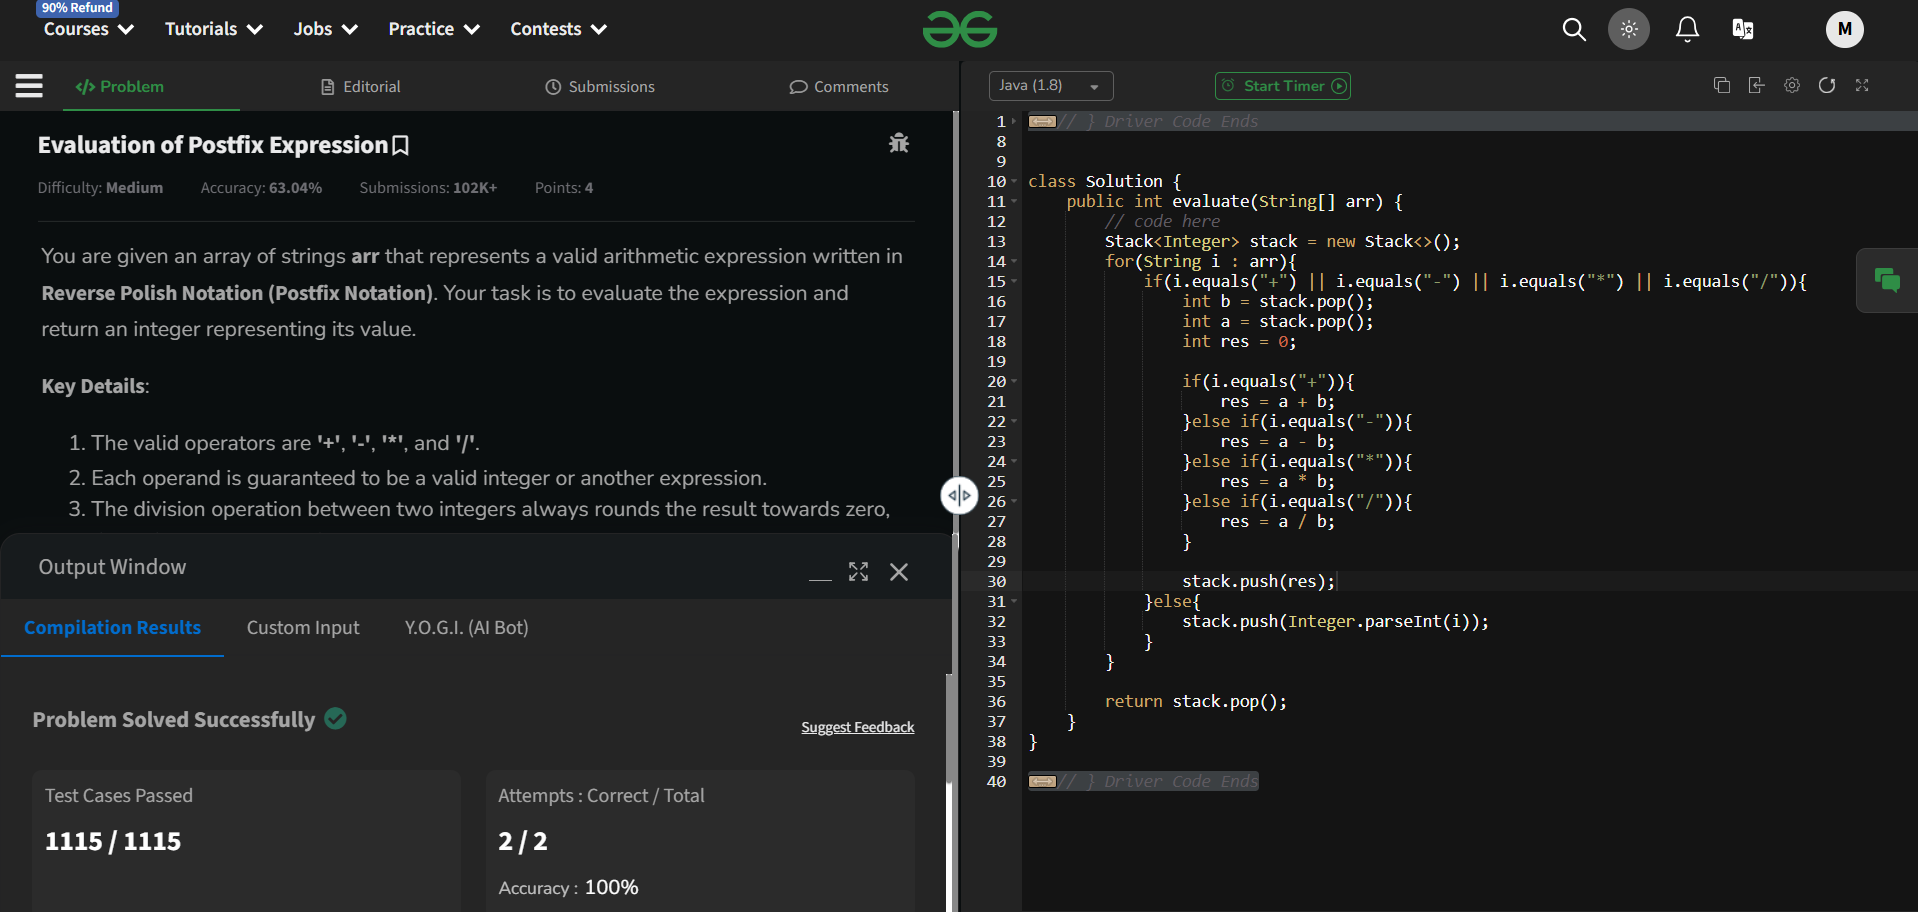 90% Refund
Courses Tutorials Jobs Practice Contests
M
Problem Editorial Submissions Comments
Evaluation of Postfix Expression
Difficulty: Medium Accuracy: 63.04% Submissions: 102K+ Points: 4
You are given an array of strings arr that represents a valid arithmetic expression written in
Reverse Polish Notation (Postfix Notation). Your task is to evaluate the expression and
return an integer representing its value.
Key Details:
1. The valid operators are '+', '-', '*', and '/'.
2. Each operand is guaranteed to be a valid integer or another expression.
3. The division operation between two integers always rounds the result towards zero,
Output Window
Compilation Results Custom Input Y.O.G.I. (AI Bot)
Problem Solved Successfully
Suggest Feedback
Test Cases Passed
1115 / 1115
Attempts : Correct / Total
2 / 2
Accuracy : 100%
Java (1.8) Start Timer
1 // } Driver Code Ends
8
9
10 class Solution {
11 public int evaluate(String[] arr) {
12 // code here
13 Stack<Integer> stack = new Stack<>();
14 for(String i : arr){
15 if(i.equals("+") || i.equals("-") || i.equals("*") || i.equals("/")){
16 int b = stack.pop();
17 int a = stack.pop();
18 int res = 0;
19
20 if(i.equals("+")){
21 res = a + b;
22 }else if(i.equals("-")){
23 res = a - b;
24 }else if(i.equals("*")){
25 res = a * b;
26 }else if(i.equals("/")){
27 res = a / b;
28 }
29
30 stack.push(res);
31 }else{
32 stack.push(Integer.parseInt(i));
33 }
34 }
35
36 return stack.pop();
37 }
38 }
39
40 // } Driver Code Ends